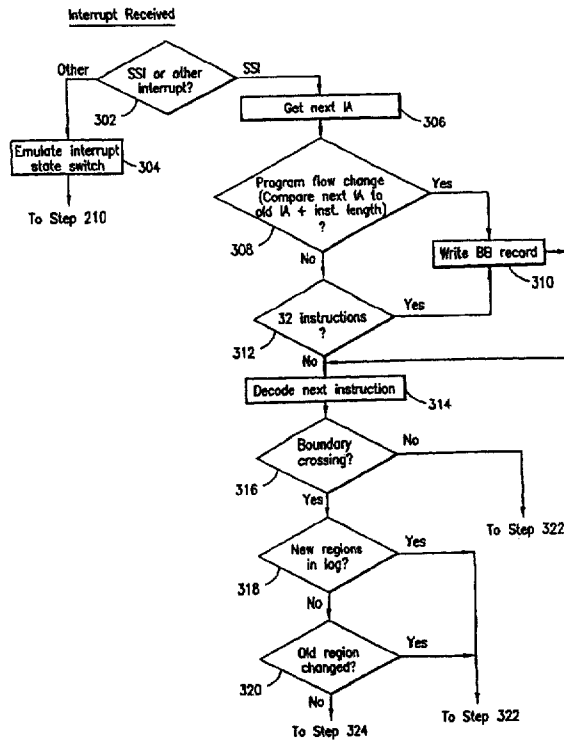 Interrupt Received
Other
SSI or other
interrupt?
SSI
302
Get next IA
306
Emulate interrupt
state switch
304
To Step 210
Program flow change
(Compare next IA to
old IA + inst. length)
?
Yes
308
No
Write BB record
310
32 instructions
?
Yes
312
No
Decode next instruction
314
Boundary
crossing?
No
316
Yes
To Step 322
New regions
in log?
Yes
318
No
Old region
changed?
Yes
320
No
To Step 322
To Step 324